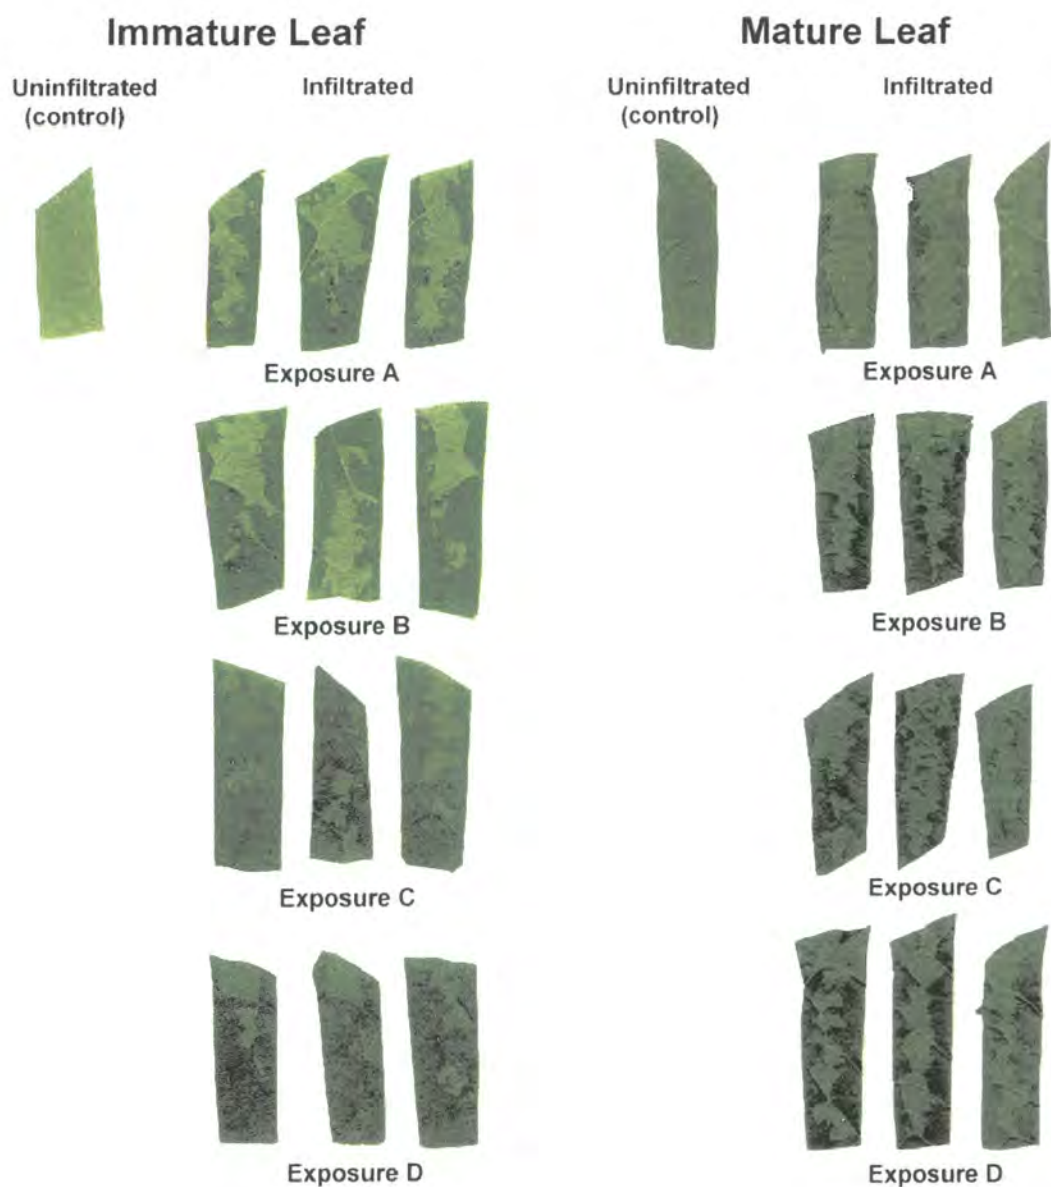 Immature Leaf
Uninfiltrated
(control)
Infiltrated
Exposure A
Exposure B
Exposure C
Exposure D
Mature Leaf
Uninfiltrated
(control)
Infiltrated
Exposure A
Exposure B
Exposure C
Exposure D